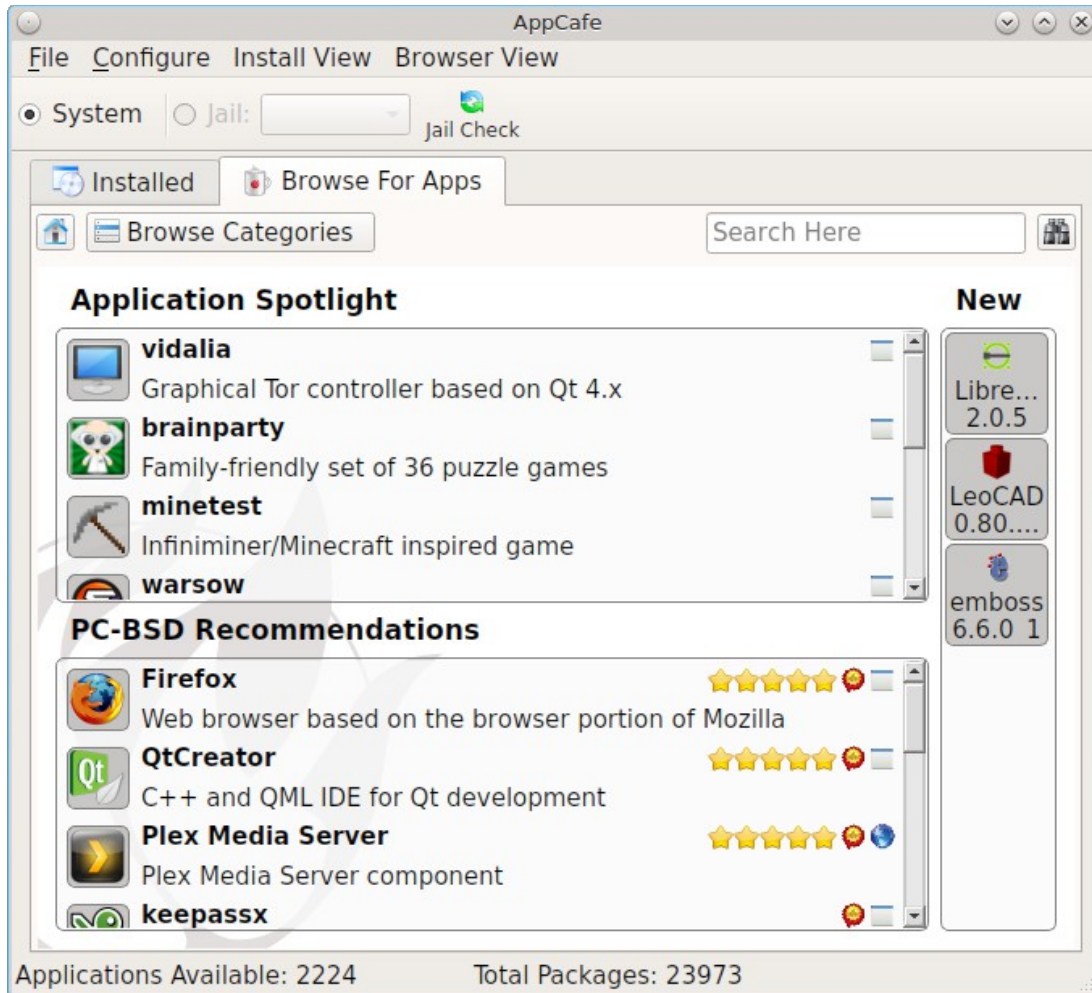 AppCafe
File Configure Install View Browser View
System Jail: Jail Check
Installed Browse For Apps
Browse Categories Search Here
Application Spotlight
vidalia
Graphical Tor controller based on Qt 4.x
brainparty
Family-friendly set of 36 puzzle games
minetest
Infiniminer/Minecraft inspired game
warsow
PC-BSD Recommendations
Firefox
Web browser based on the browser portion of Mozilla
QtCreator
C++ and QML IDE for Qt development
Qt
Plex Media Server
Plex Media Server component
keepassx
New
Libre...
2.0.5
LeoCAD
0.80....
emboss
6.6.0 1
Applications Available: 2224 Total Packages: 23973